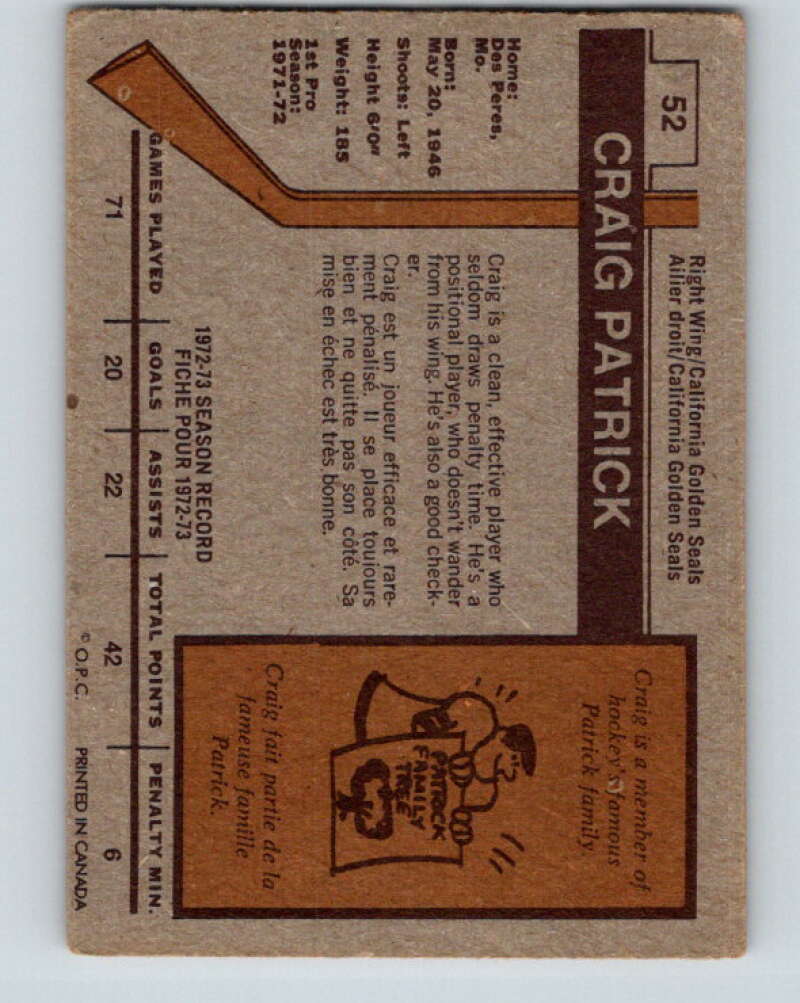 52
Right Wing/California Golden Seals
Ailier droit/California Golden Seals
CRAIG PATRICK
Home:
Des Peres,
Mo.
Born:
May 20, 1946
Shoots: Left
Height 6'0"
Weight: 185
1st Pro
Season:
1971-72
Craig is a clean, effective player who
seldom draws penalty time. He's a
positional player, who doesn't wander
from his wing. He's also a good check-
er.
Craig est un joueur efficace et rare-
ment pénalisé. Il se place toujours
bien et ne quitte pas son côté. Sa
mise en échec est très bonne.
Craig is a member of
hockey's famous
Patrick family.
PATRICK
FAMILY
TREE
Craig fait partie de la
fameuse famille
Patrick.
1972-73 SEASON RECORD
FICHE POUR 1972-73
GAMES PLAYED GOALS ASSISTS TOTAL POINTS PENALTY MIN.
71 20 22 42 6
© O.P.C. PRINTED IN CANADA